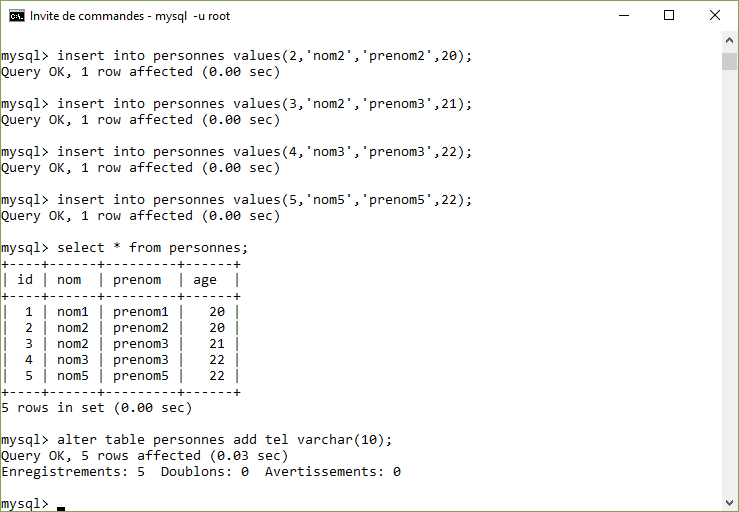 Invite de commandes - mysql  -u root
mysql> insert into personnes values(2,'nom2','prenom2',20);
Query OK, 1 row affected (0.00 sec)
mysql> insert into personnes values(3,'nom2','prenom3',21);
Query OK, 1 row affected (0.00 sec)
mysql> insert into personnes values(4,'nom3','prenom3',22);
Query OK, 1 row affected (0.00 sec)
mysql> insert into personnes values(5,'nom5','prenom5',22);
Query OK, 1 row affected (0.00 sec)
mysql> select * from personnes;
+----+------+---------+------+
| id | nom  | prenom  | age  |
+----+------+---------+------+
|  1 | nom1 | prenom1 |   20 |
|  2 | nom2 | prenom2 |   20 |
|  3 | nom2 | prenom3 |   21 |
|  4 | nom3 | prenom3 |   22 |
|  5 | nom5 | prenom5 |   22 |
+----+------+---------+------+
5 rows in set (0.00 sec)
mysql> alter table personnes add tel varchar(10);
Query OK, 5 rows affected (0.03 sec)
Enregistrements: 5  Doublons: 0  Avertissements: 0
mysql>